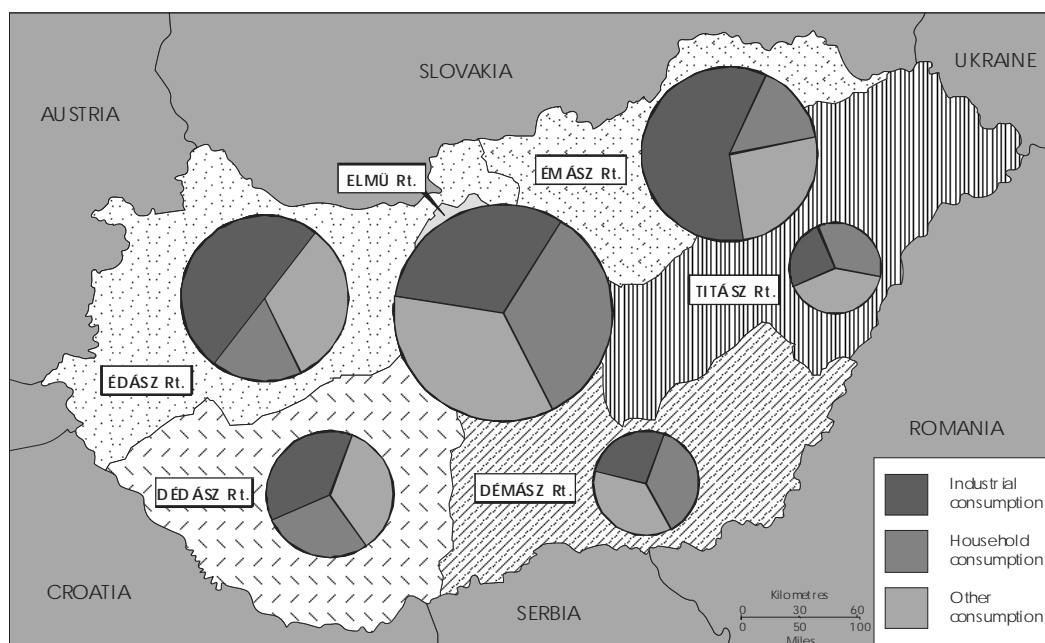 SLOVAKIA
UKRAINE
AUSTRIA
ELMÜ Rt.
ÉMÁSZ Rt.
TITÁSZ Rt.
ÉDÁSZ Rt.
ROMANIA
DÉDÁSZ Rt.
DÉMÁSZ Rt.
CROATIA
SERBIA
Kilometres
0 30 60
0 50 100
Miles
Industrial
consumption
Household
consumption
Other
consumption